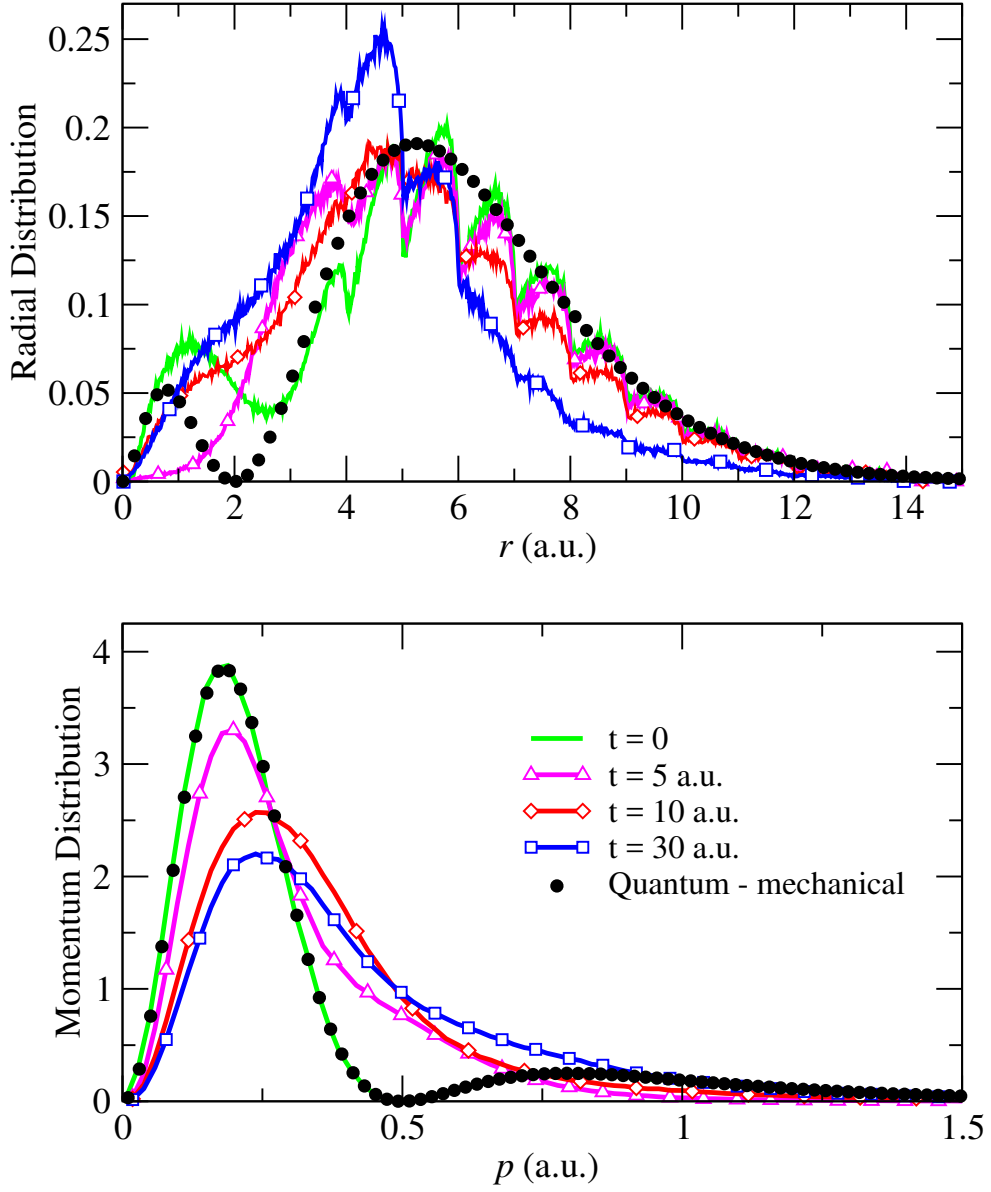 0.25
0.2
0.15
0.1
0.05
0
Radial Distribution
0 2 4 6 8 10 12 14
r (a.u.)
4
3
2
1
0
Momentum Distribution
t = 0
t = 5 a.u.
t = 10 a.u.
t = 30 a.u.
Quantum - mechanical
0 0.5 1 1.5
p (a.u.)